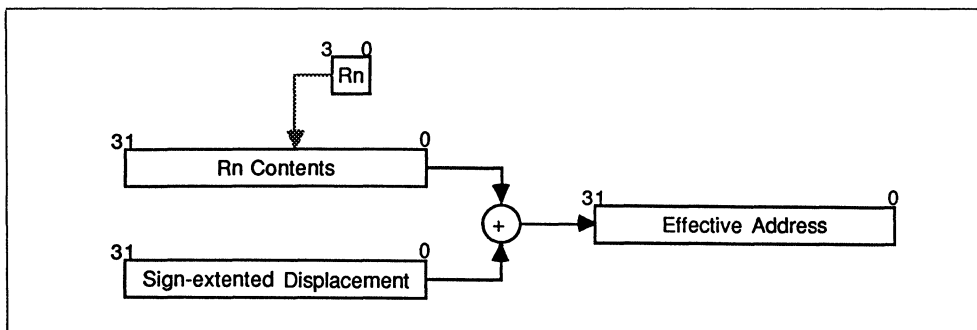 3 0
Rn
31 0
Rn Contents
31 0
+
Effective Address
31 0
Sign-extented Displacement